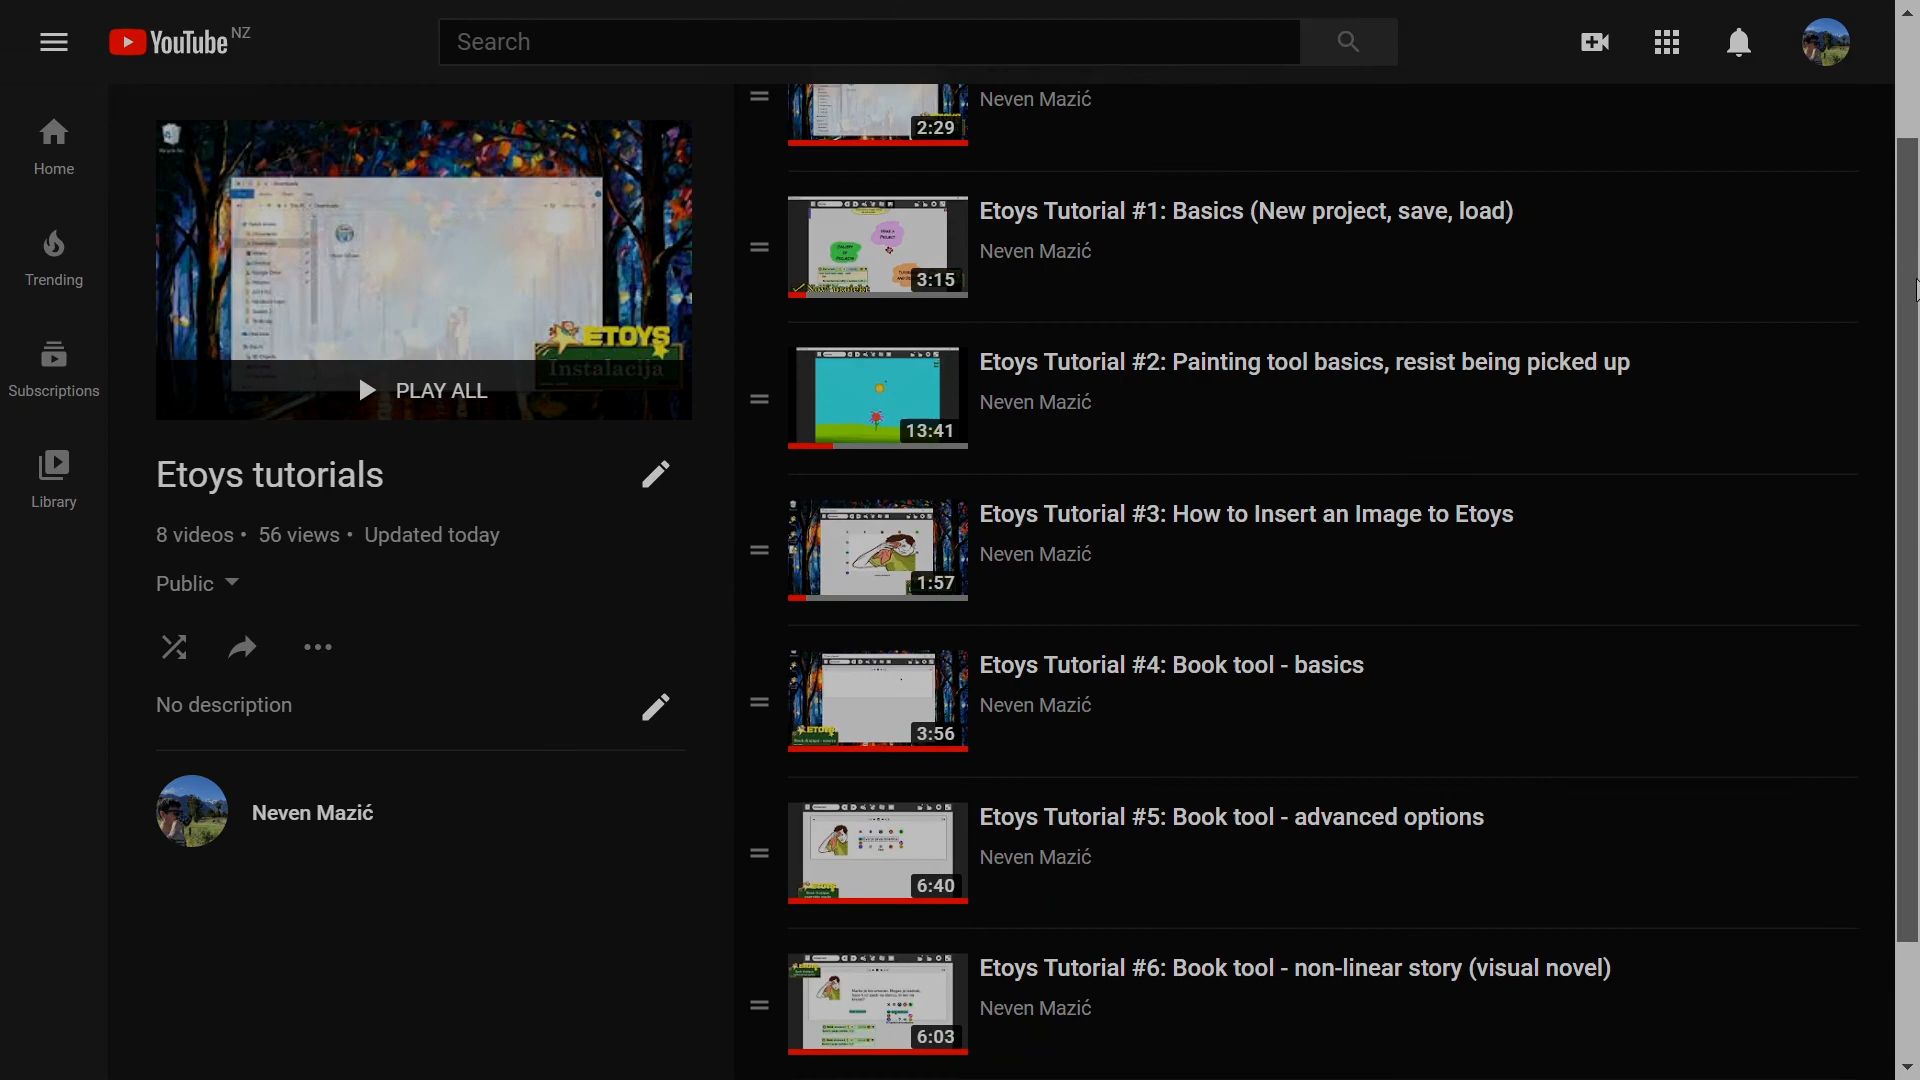 YouTube NZ
Search
Home
Trending
Subscriptions
Library
ETOYS
Instalacija
PLAY ALL
Etoys tutorials
8 videos • 56 views • Updated today
Public
No description
Neven Mazić
Neven Mazić
2:29
Etoys Tutorial #1: Basics (New project, save, load)
Neven Mazić
3:15
Etoys Tutorial #2: Painting tool basics, resist being picked up
Neven Mazić
13:41
Etoys Tutorial #3: How to Insert an Image to Etoys
Neven Mazić
1:57
Etoys Tutorial #4: Book tool - basics
Neven Mazić
3:56
Etoys Tutorial #5: Book tool - advanced options
Neven Mazić
6:40
Etoys Tutorial #6: Book tool - non-linear story (visual novel)
Neven Mazić
6:03